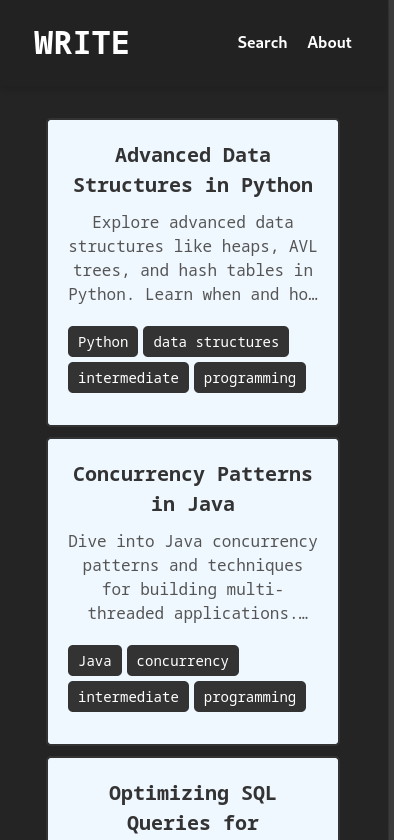 WRITE
Search About
Advanced Data
Structures in Python
Explore advanced data
structures like heaps, AVL
trees, and hash tables in
Python. Learn when and ho…
Python data structures
intermediate programming
Concurrency Patterns
in Java
Dive into Java concurrency
patterns and techniques
for building multi-
threaded applications.…
Java concurrency
intermediate programming
Optimizing SQL
Queries for